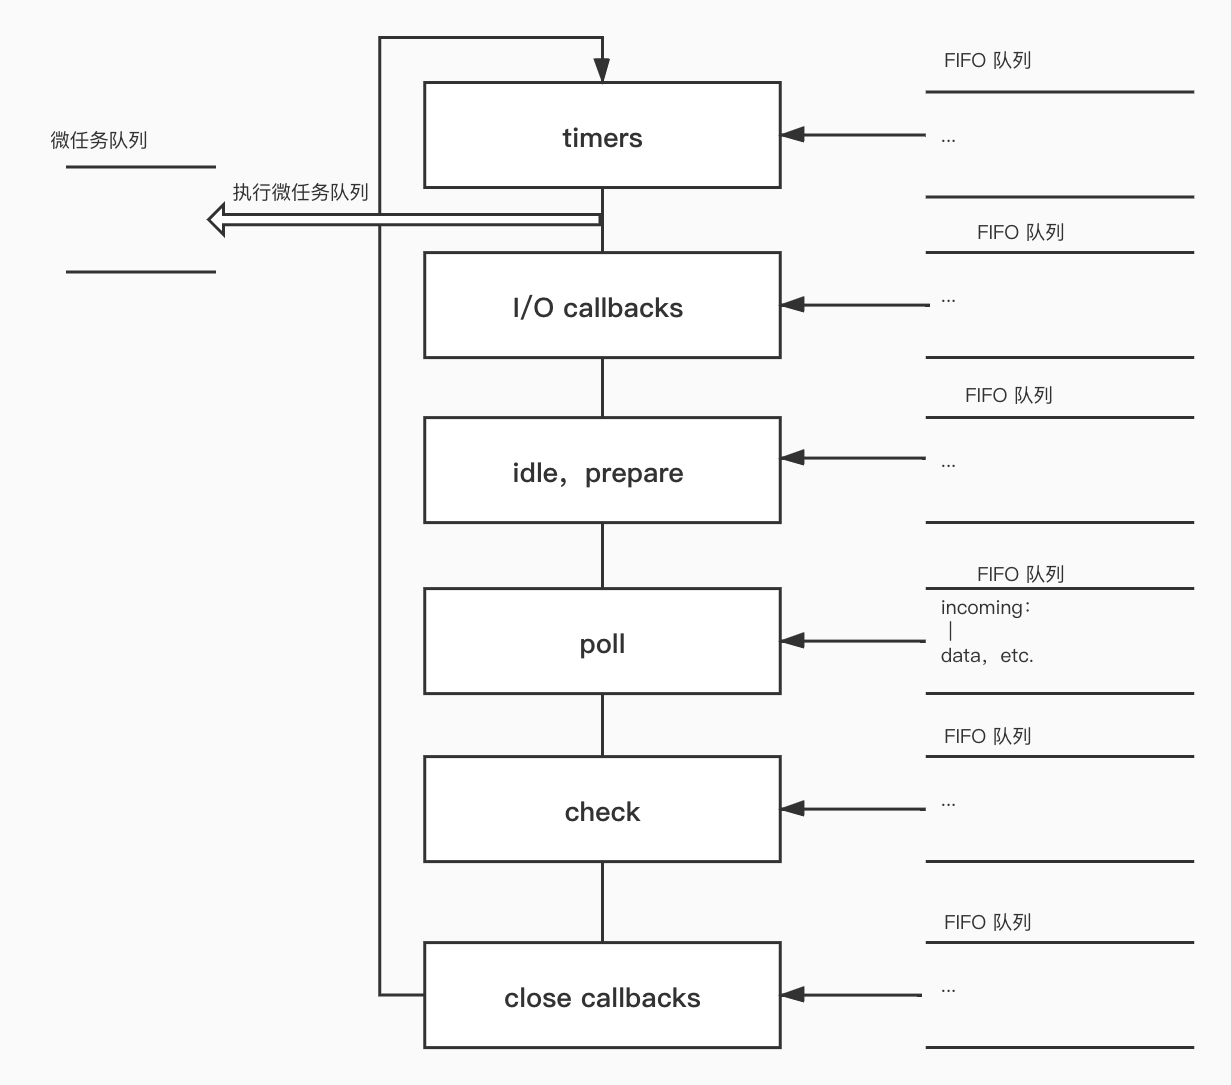 FIFO 队列
timers
...
微任务队列
执行微任务队列
FIFO 队列
I/O callbacks
...
FIFO 队列
idle，prepare
...
FIFO 队列
incoming：
|
data，etc.
poll
FIFO 队列
check
...
FIFO 队列
close callbacks
...